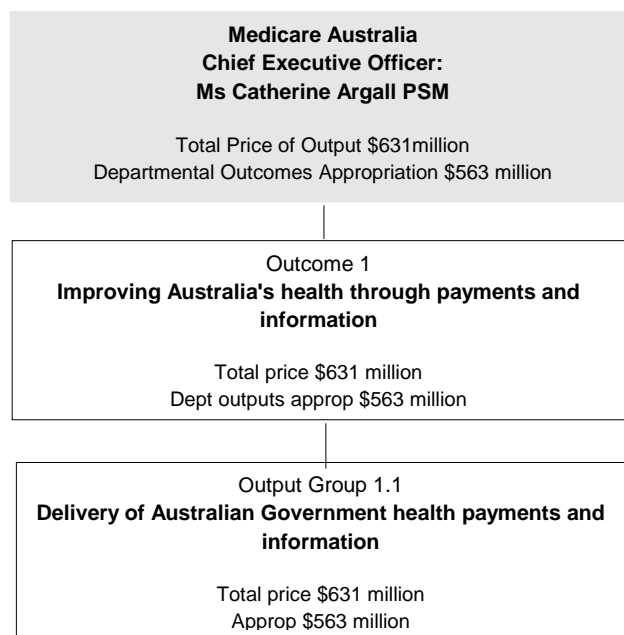 Medicare Australia
Chief Executive Officer:
Ms Catherine Argall PSM
Total Price of Output $631million
Departmental Outcomes Appropriation $563 million
Outcome 1
Improving Australia's health through payments and
information
Total price $631 million
Dept outputs approp $563 million
Output Group 1.1
Delivery of Australian Government health payments and
information
Total price $631 million
Approp $563 million